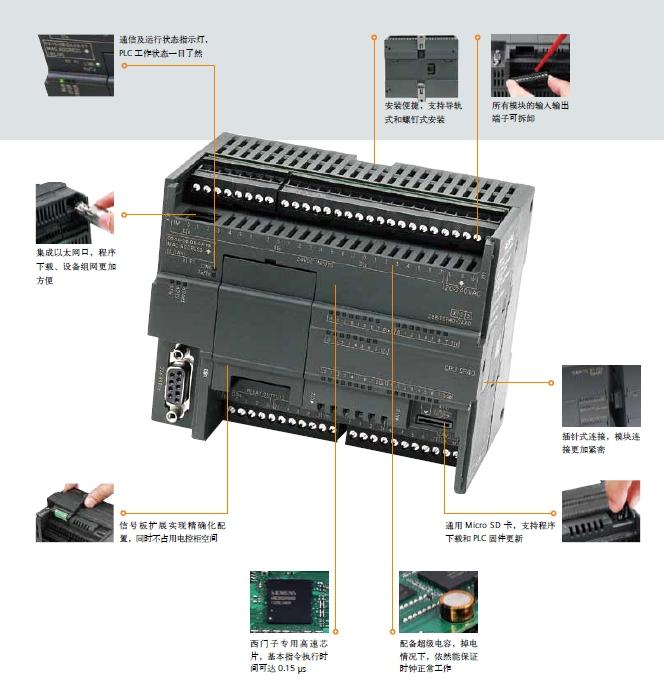 通信及运行状态指示灯，
PLC 工作状态一目了然
安装便捷，支持导轨
式和螺钉式安装
所有模块的输入输出
端子可拆卸
集成以太网口，程序
下载、设备组网更加
方便
MAC ADDRESS
24VDC INPUTS
120-240VAC
CPU SR40
RELAY OUTPUTS
插针式连接，模块连
接更加紧密
信号板扩展实现精确化配
置，同时不占用电控柜空间
通用 Micro SD 卡，支持程序
下载和 PLC 固件更新
SIEMENS
西门子专用高速芯
片，基本指令执行时
间可达 0.15 μs
配备超级电容，掉电
情况下，依然能保证
时钟正常工作